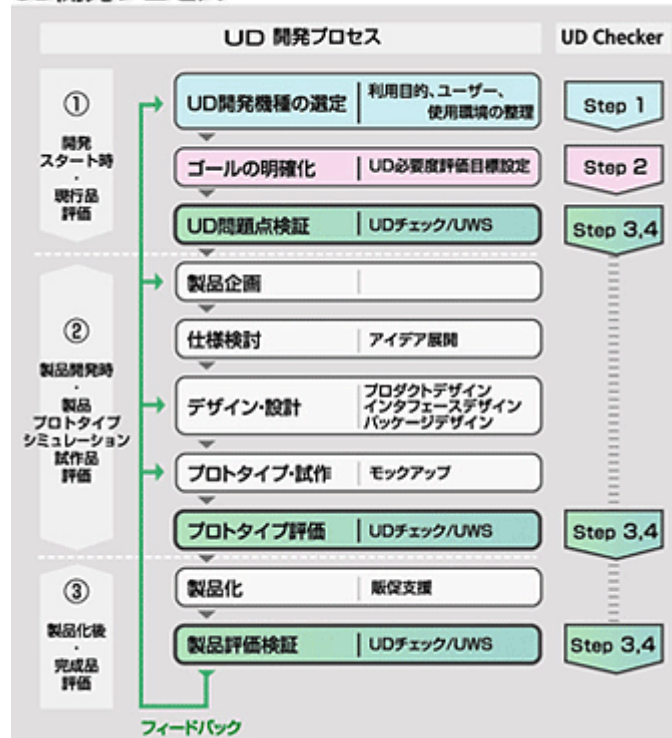 UD 開発プロセス
UD Checker
①
開発
スタート時
・
現行品
評価
UD開発機種の選定
利用目的、ユーザー、
使用環境の整理
Step 1
ゴールの明確化
UD必要度評価目標設定
Step 2
UD問題点検証
UDチェック/UWS
Step 3,4
②
製品開発時
・
製品
プロトタイプ
シミュレーション
試作品
評価
製品企画
仕様検討
アイデア展開
デザイン・設計
プロダクトデザイン
インタフェースデザイン
パッケージデザイン
プロトタイプ・試作
モックアップ
プロトタイプ評価
UDチェック/UWS
Step 3,4
③
製品化後
・
完成品
評価
製品化
販促支援
製品評価検証
UDチェック/UWS
Step 3,4
フィードバック